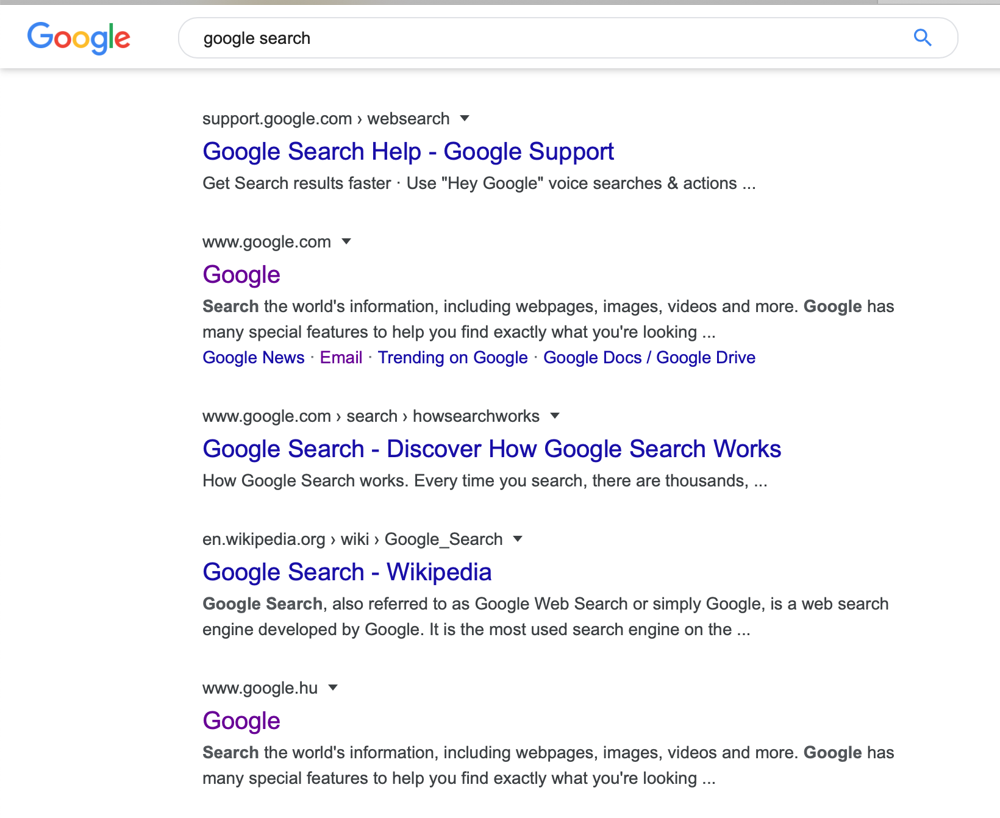 Google
google search
support.google.com › websearch
Google Search Help - Google Support
Get Search results faster · Use "Hey Google" voice searches & actions ...
www.google.com
Google
Search the world's information, including webpages, images, videos and more. Google has
many special features to help you find exactly what you're looking ...
Google News · Email · Trending on Google · Google Docs / Google Drive
www.google.com › search › howsearchworks
Google Search - Discover How Google Search Works
How Google Search works. Every time you search, there are thousands, ...
en.wikipedia.org › wiki › Google_Search
Google Search - Wikipedia
Google Search, also referred to as Google Web Search or simply Google, is a web search
engine developed by Google. It is the most used search engine on the ...
www.google.hu
Google
Search the world's information, including webpages, images, videos and more. Google has
many special features to help you find exactly what you're looking ...